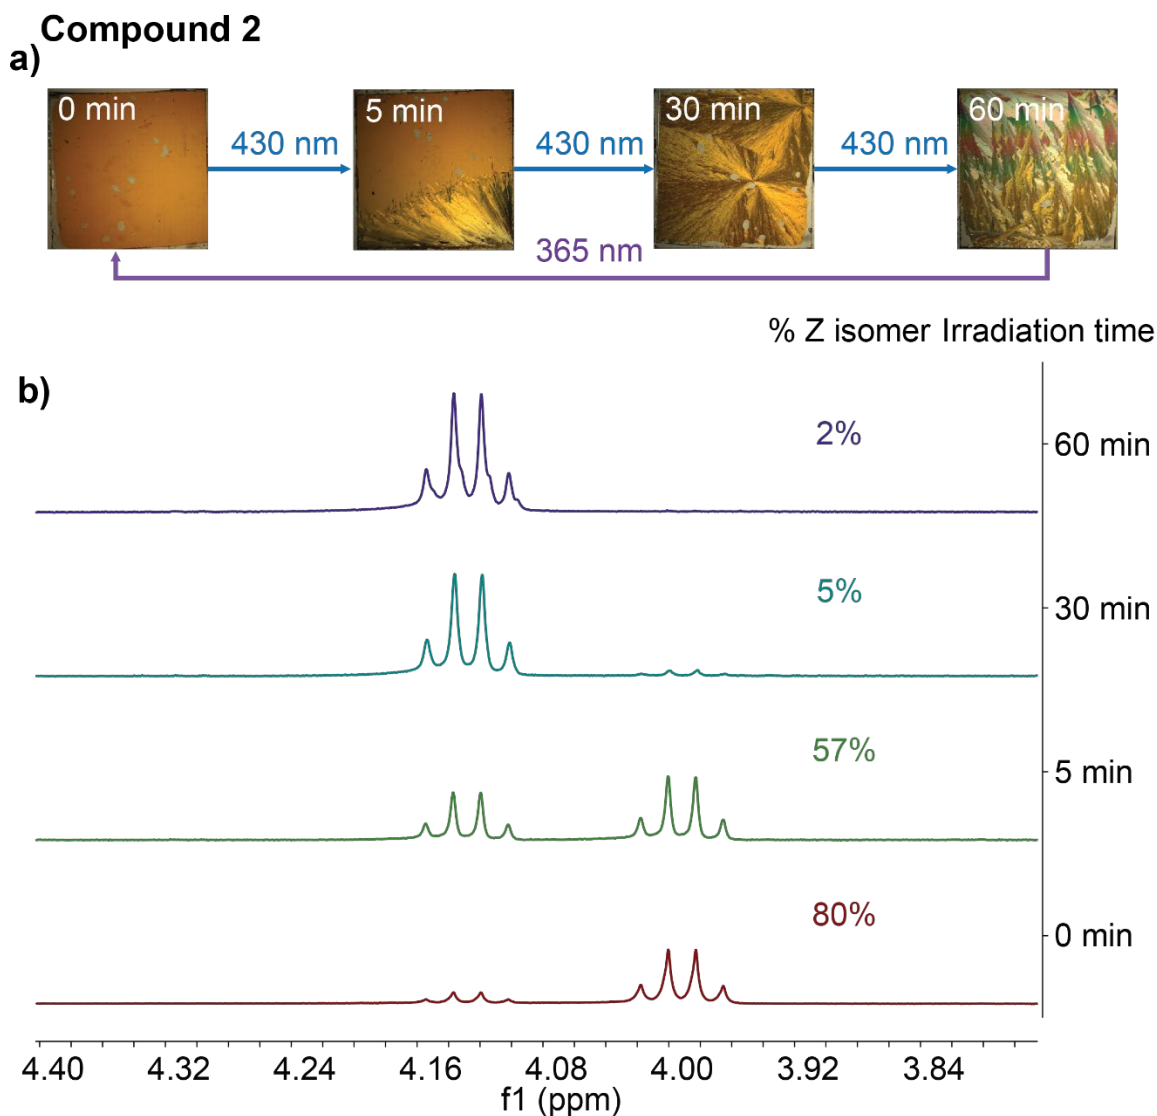 Compound 2
a)
0 min
5 min
30 min
60 min
430 nm
430 nm
430 nm
365 nm
% Z isomer Irradiation time
b)
2%
60 min
5%
30 min
57%
5 min
80%
0 min
4.40 4.32 4.24 4.16 4.08 4.00 3.92 3.84
f1 (ppm)